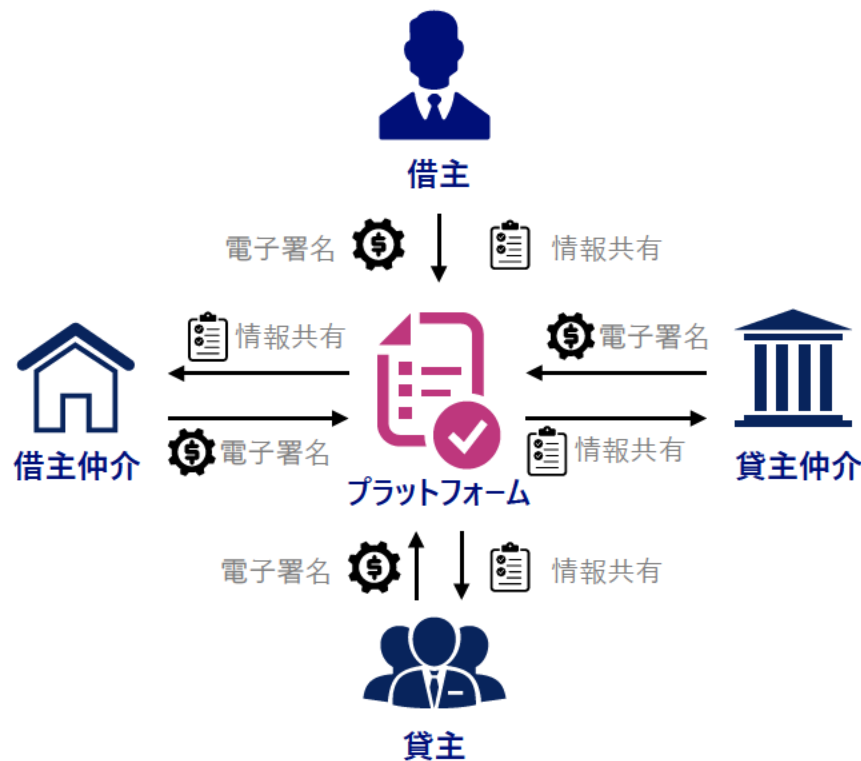 借主
電子署名
情報共有
情報共有
電子署名
電子署名
情報共有
借主仲介
プラットフォーム
貸主仲介
電子署名
情報共有
貸主